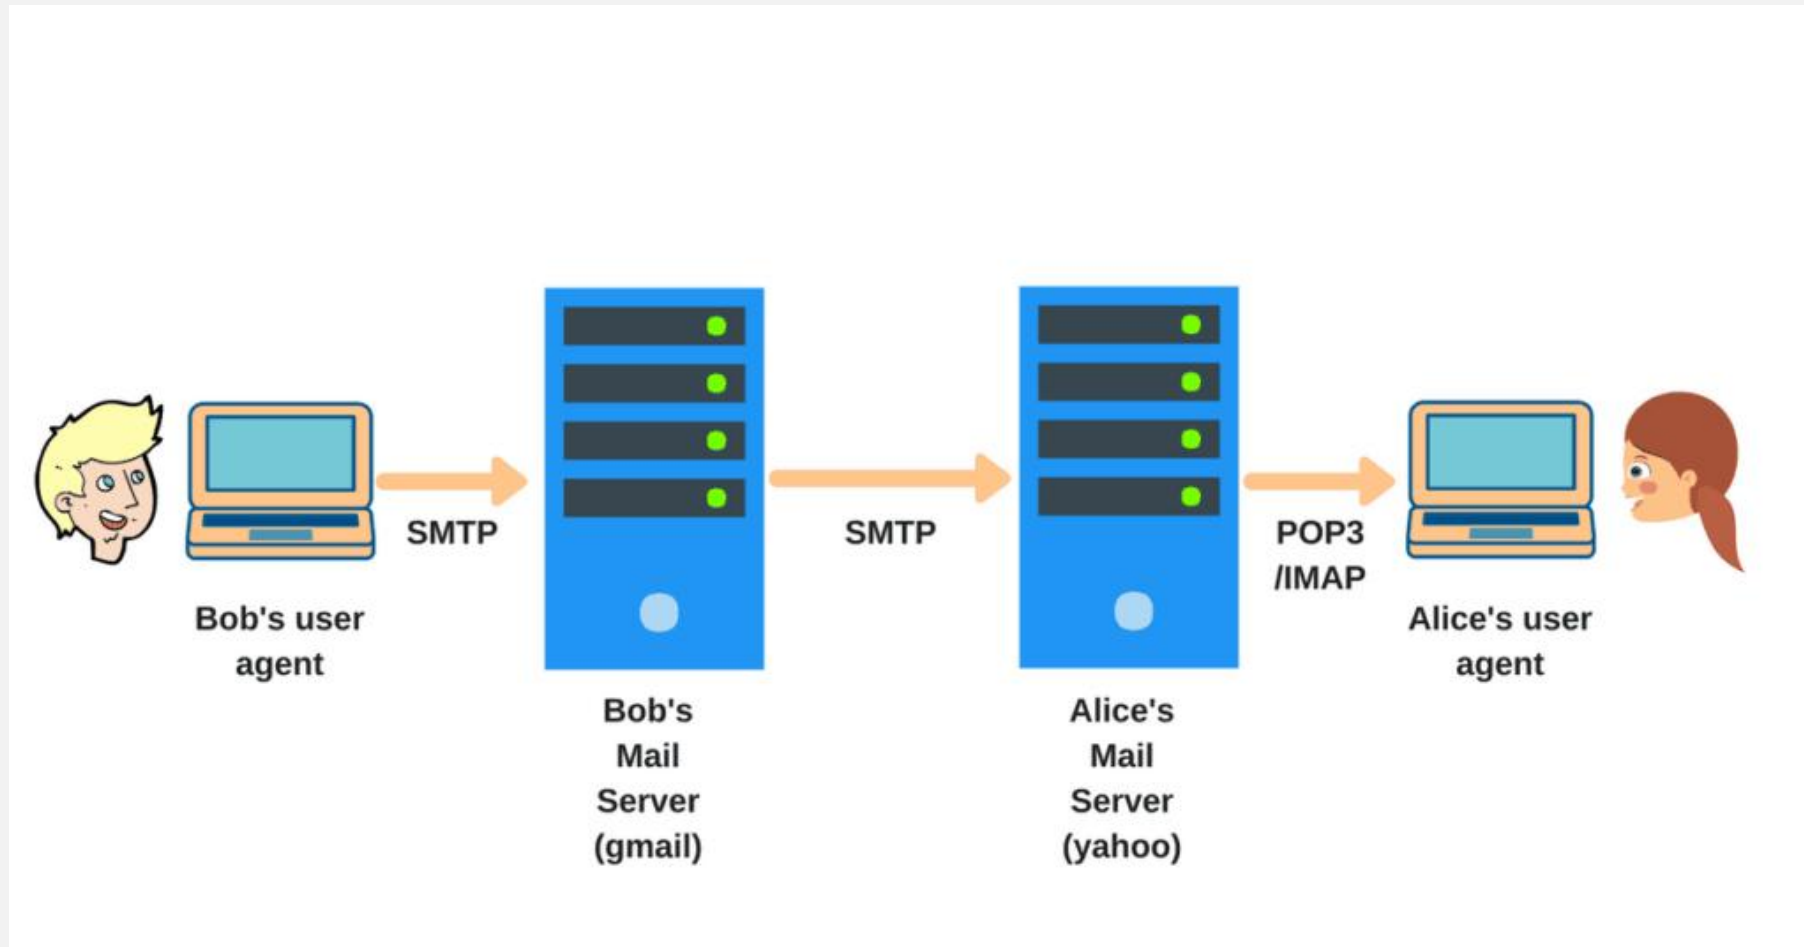 SMTP
SMTP
POP3
/IMAP
Bob's user
agent
Alice's user
agent
Bob's
Mail
Server
(gmail)
Alice's
Mail
Server
(yahoo)